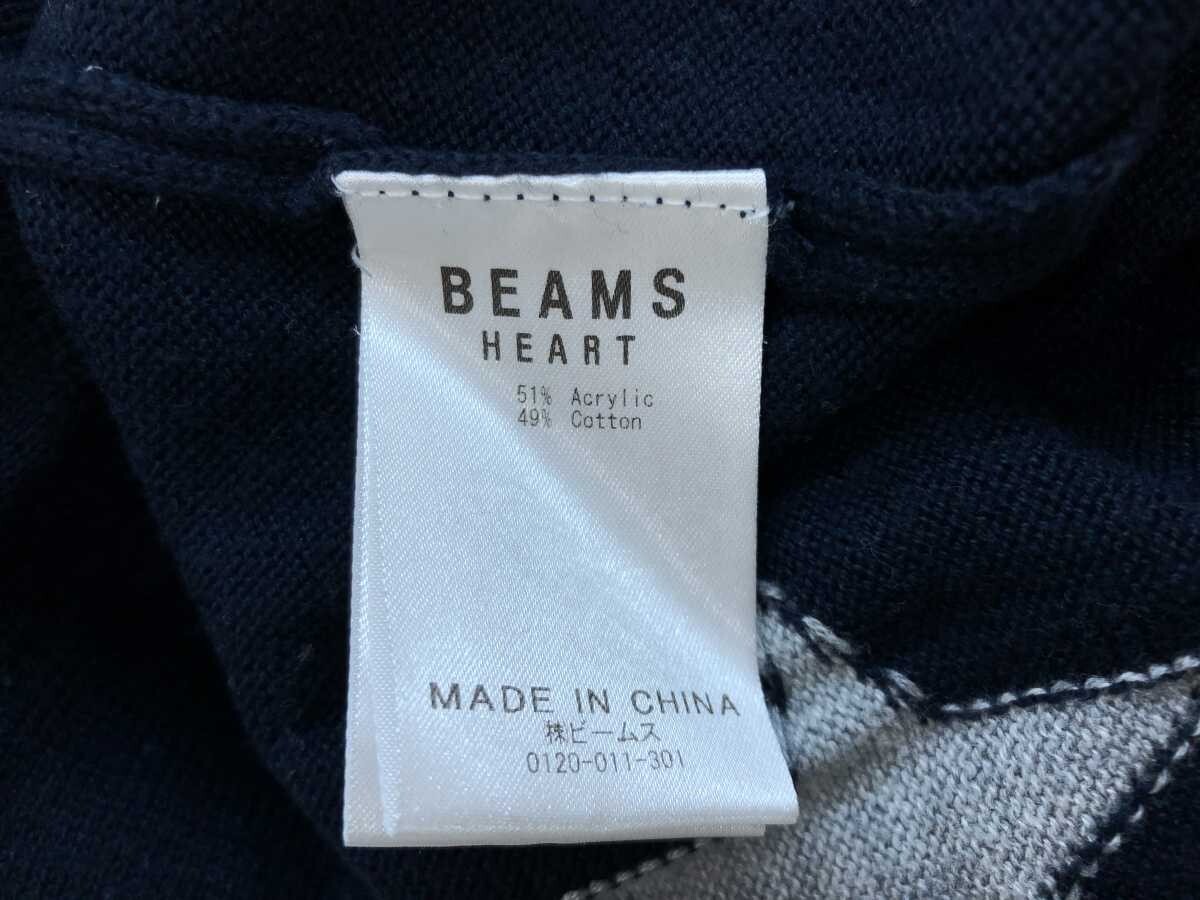 BEAMS
HEART
51% Acrylic
49% Cotton
MADE IN CHINA
㈱ビームス
0120-011-301